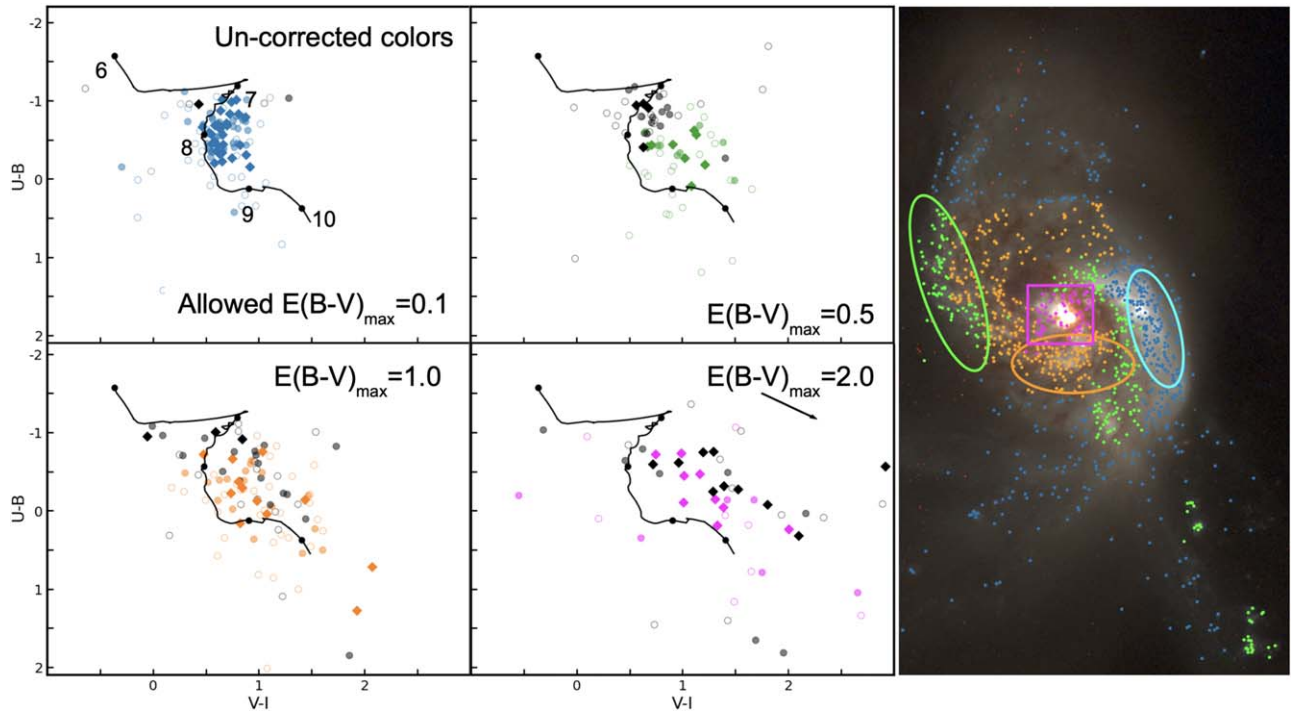 -2
Un-corrected colors
6
-1
7
8
0
U-B
9
10
1
Allowed E(B-V)max=0.1
E(B-V)max=0.5
2
-2
E(B-V)max=1.0
E(B-V)max=2.0
-1
0
U-B
1
2
0
1
2
0
1
2
V-I
V-I